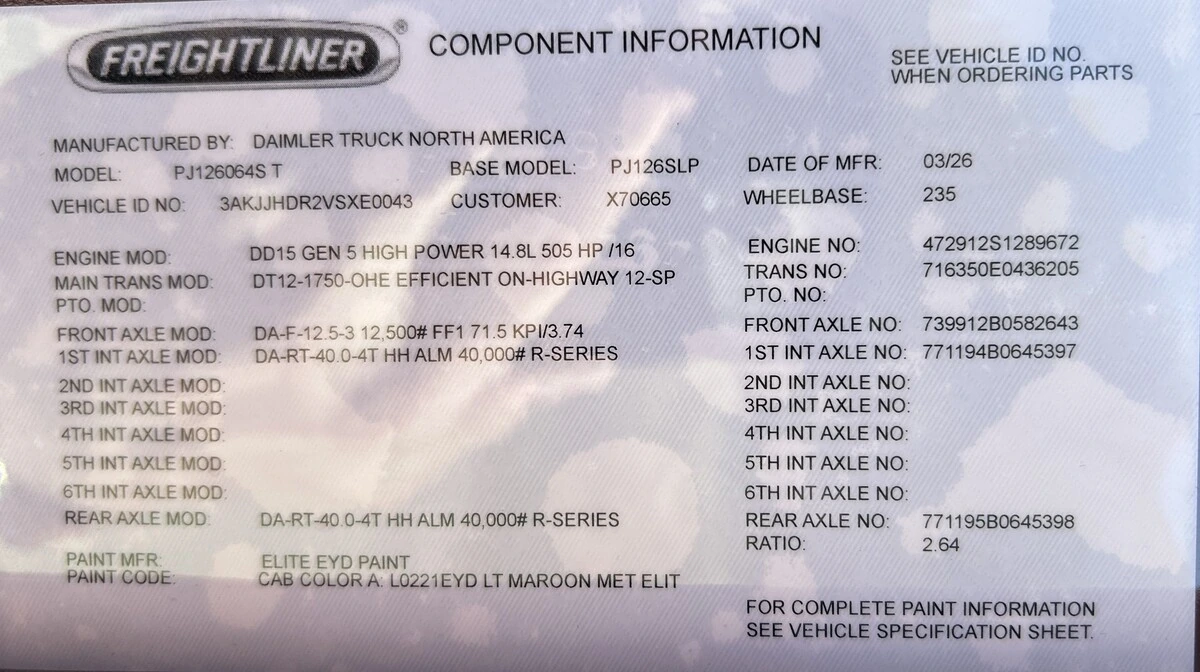 FREIGHTLINER®
COMPONENT INFORMATION
SEE VEHICLE ID NO.
WHEN ORDERING PARTS
MANUFACTURED BY: DAIMLER TRUCK NORTH AMERICA
MODEL: PJ126064S T BASE MODEL: PJ126SLP DATE OF MFR: 03/26
VEHICLE ID NO: 3AKJJHDR2VSXE0043 CUSTOMER: X70665 WHEELBASE: 235
ENGINE MOD: DD15 GEN 5 HIGH POWER 14.8L 505 HP /16 ENGINE NO: 472912S1289672
MAIN TRANS MOD: DT12-1750-OHE EFFICIENT ON-HIGHWAY 12-SP TRANS NO: 716350E0436205
PTO. MOD: PTO. NO:
FRONT AXLE MOD: DA-F-12.5-3 12,500# FF1 71.5 KPI/3.74 FRONT AXLE NO: 739912B0582643
1ST INT AXLE MOD: DA-RT-40.0-4T HH ALM 40,000# R-SERIES 1ST INT AXLE NO: 771194B0645397
2ND INT AXLE MOD: 2ND INT AXLE NO:
3RD INT AXLE MOD: 3RD INT AXLE NO:
4TH INT AXLE MOD: 4TH INT AXLE NO:
5TH INT AXLE MOD: 5TH INT AXLE NO:
6TH INT AXLE MOD: 6TH INT AXLE NO:
REAR AXLE MOD: DA-RT-40.0-4T HH ALM 40,000# R-SERIES REAR AXLE NO: 771195B0645398
RATIO: 2.64
PAINT MFR: ELITE EYD PAINT
PAINT CODE: CAB COLOR A: L0221EYD LT MAROON MET ELIT
FOR COMPLETE PAINT INFORMATION
SEE VEHICLE SPECIFICATION SHEET.